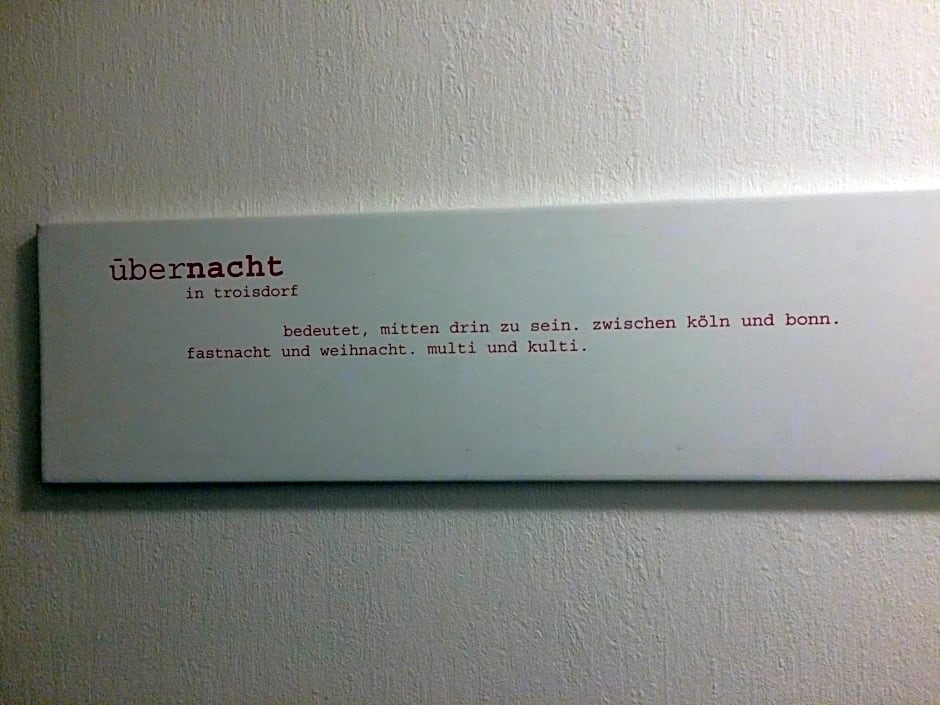 übernacht
in troisdorf
bedeutet, mitten drin zu sein. zwischen köln und bonn.
fastnacht und weihnacht. multi und kulti.